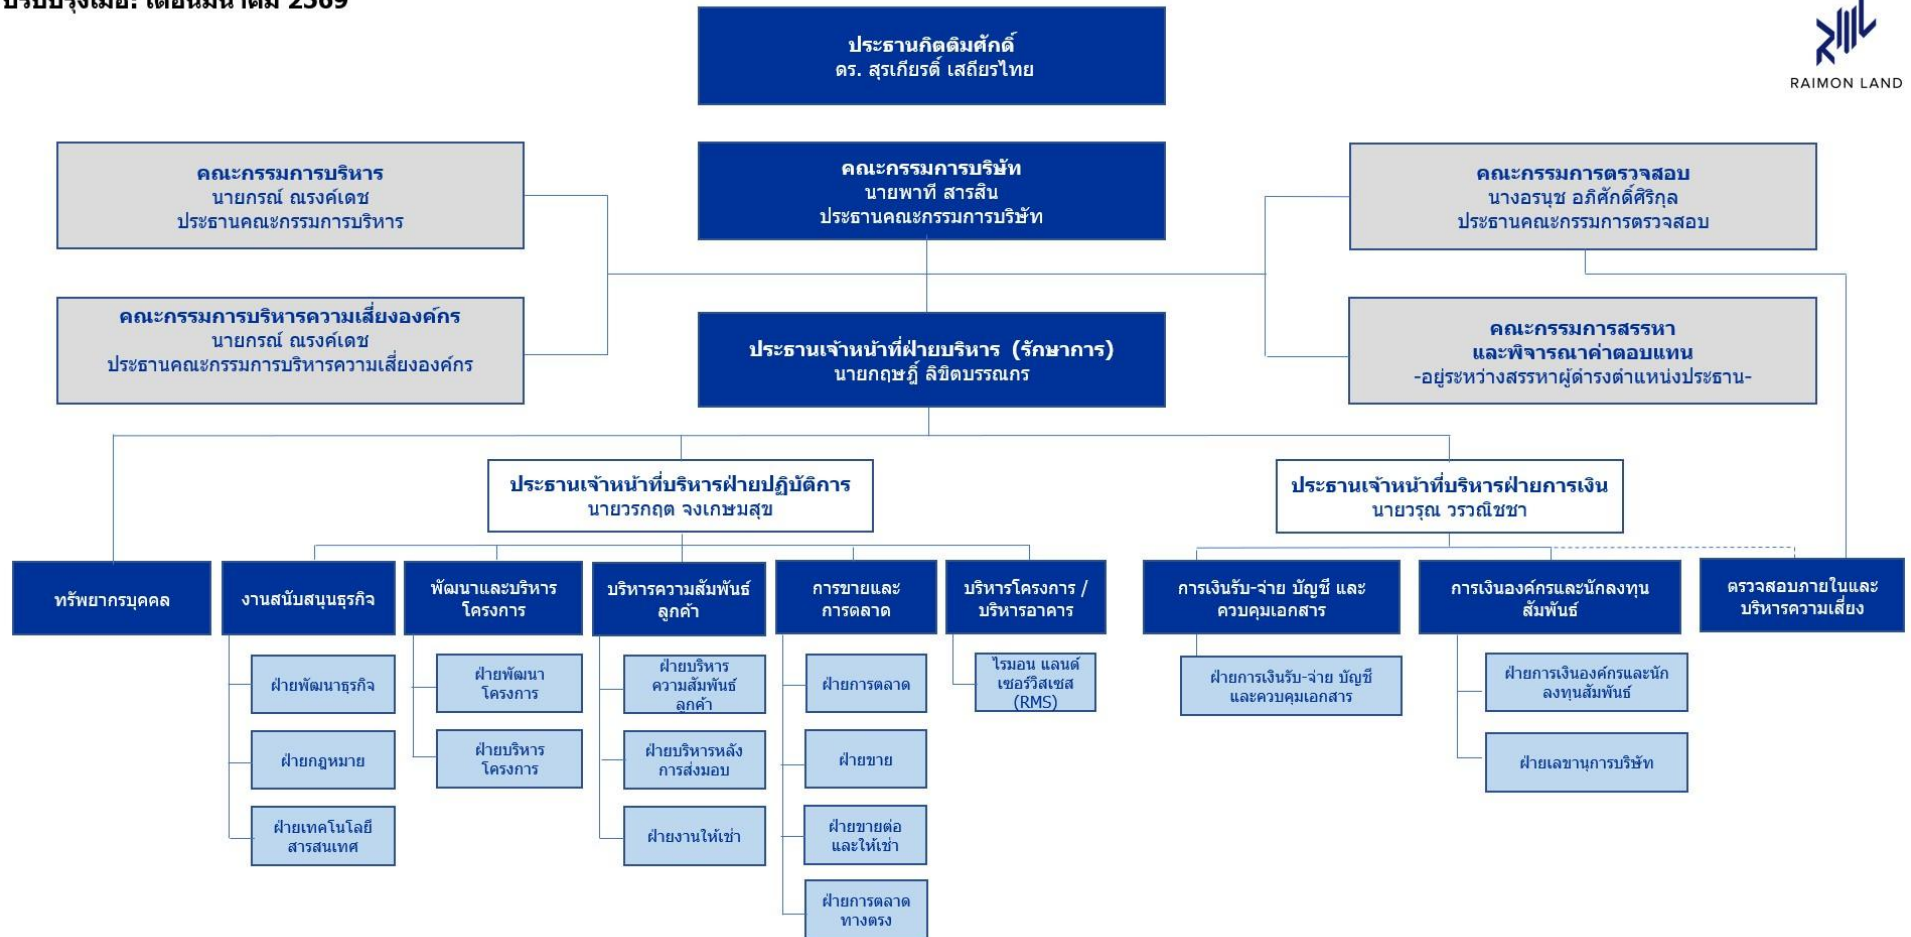 ปรับปรุงเมื่อ: เดือนมีนาคม 2569
RAIMON LAND
ประธานกิตติมศักดิ์
ดร. สุรเกียรติ์ เสถียรไทย
คณะกรรมการบริหาร
นายกรณ์ ณรงค์เดช
ประธานคณะกรรมการบริหาร
คณะกรรมการบริษัท
นายพาที สารสิน
ประธานคณะกรรมการบริษัท
คณะกรรมการตรวจสอบ
นางอรนุช อภิศักดิ์ศิริกุล
ประธานคณะกรรมการตรวจสอบ
คณะกรรมการบริหารความเสี่ยงองค์กร
นายกรณ์ ณรงค์เดช
ประธานคณะกรรมการบริหารความเสี่ยงองค์กร
ประธานเจ้าหน้าที่ฝ่ายบริหาร (รักษาการ)
นายกฤษฎิ์ ลิขิตบรรณกร
คณะกรรมการสรรหา
และพิจารณาค่าตอบแทน
-อยู่ระหว่างสรรหาผู้ดำรงตำแหน่งประธาน-
ประธานเจ้าหน้าที่บริหารฝ่ายปฏิบัติการ
นายวรกฤต จงเกษมสุข
ประธานเจ้าหน้าที่บริหารฝ่ายการเงิน
นายวรุณ วรวณิชชา
ทรัพยากรบุคคล
งานสนับสนุนธุรกิจ
พัฒนาและบริหาร
โครงการ
บริหารความสัมพันธ์
ลูกค้า
การขายและ
การตลาด
บริหารโครงการ /
บริหารอาคาร
การเงินรับ-จ่าย บัญชี และ
ควบคุมเอกสาร
การเงินองค์กรและนักลงทุน
สัมพันธ์
ตรวจสอบภายในและ
บริหารความเสี่ยง
ฝ่ายพัฒนาธุรกิจ
ฝ่ายกฎหมาย
ฝ่ายเทคโนโลยี
สารสนเทศ
ฝ่ายพัฒนา
โครงการ
ฝ่ายบริหาร
โครงการ
ฝ่ายบริหาร
ความสัมพันธ์
ลูกค้า
ฝ่ายบริหารหลัง
การส่งมอบ
ฝ่ายงานให้เช่า
ฝ่ายการตลาด
ฝ่ายขาย
ฝ่ายขายต่อ
และให้เช่า
ฝ่ายการตลาด
ทางตรง
ไรมอน แลนด์
เซอร์วิสเซส
(RMS)
ฝ่ายการเงินรับ-จ่าย บัญชี
และควบคุมเอกสาร
ฝ่ายการเงินองค์กรและนัก
ลงทุนสัมพันธ์
ฝ่ายเลขานุการบริษัท